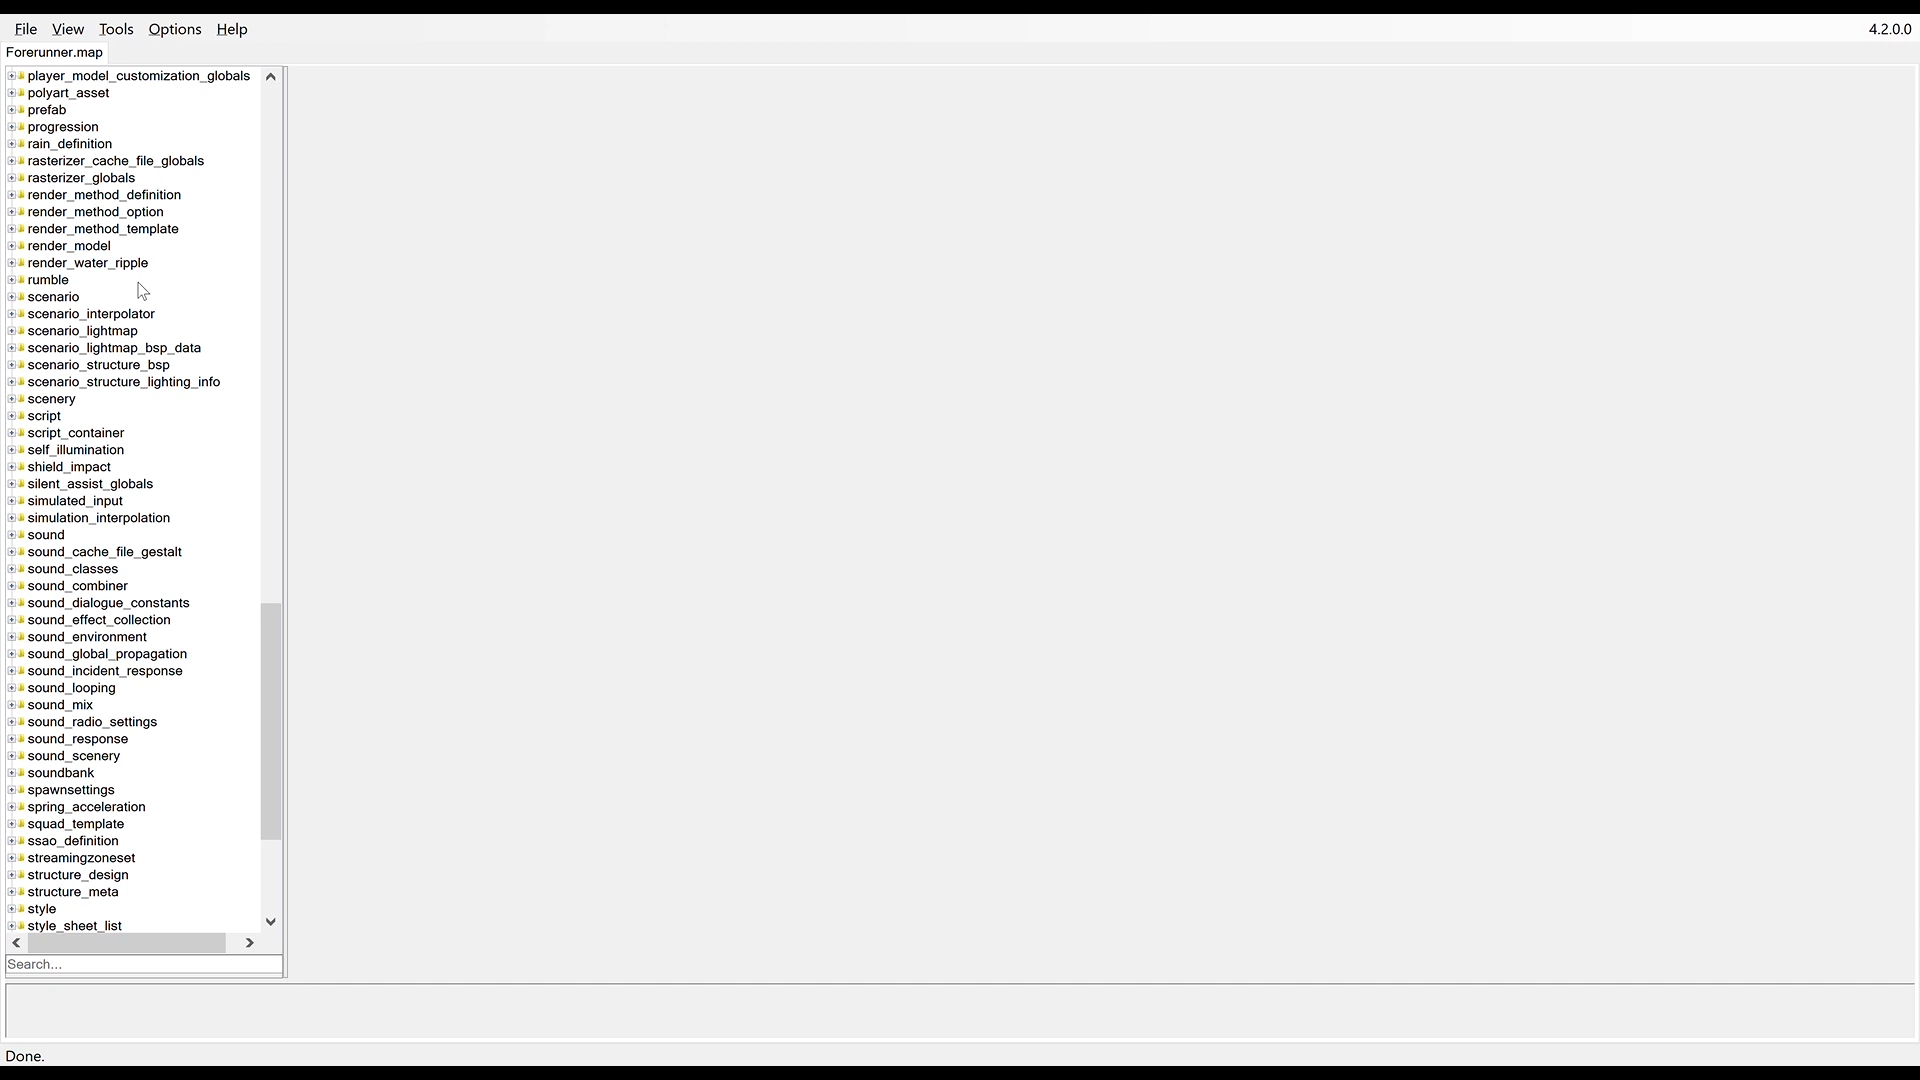 File View Tools Options Help 4.2.0.0
Forerunner.map
player_model_customization_globals
polyart_asset
prefab
progression
rain_definition
rasterizer_cache_file_globals
rasterizer_globals
render_method_definition
render_method_option
render_method_template
render_model
render_water_ripple
rumble
scenario
scenario_interpolator
scenario_lightmap
scenario_lightmap_bsp_data
scenario_structure_bsp
scenario_structure_lighting_info
scenery
script
script_container
self_illumination
shield_impact
silent_assist_globals
simulated_input
simulation_interpolation
sound
sound_cache_file_gestalt
sound_classes
sound_combiner
sound_dialogue_constants
sound_effect_collection
sound_environment
sound_global_propagation
sound_incident_response
sound_looping
sound_mix
sound_radio_settings
sound_response
sound_scenery
soundbank
spawnsettings
spring_acceleration
squad_template
ssao_definition
streamingzoneset
structure_design
structure_meta
style
style_sheet_list
Search...
Done.